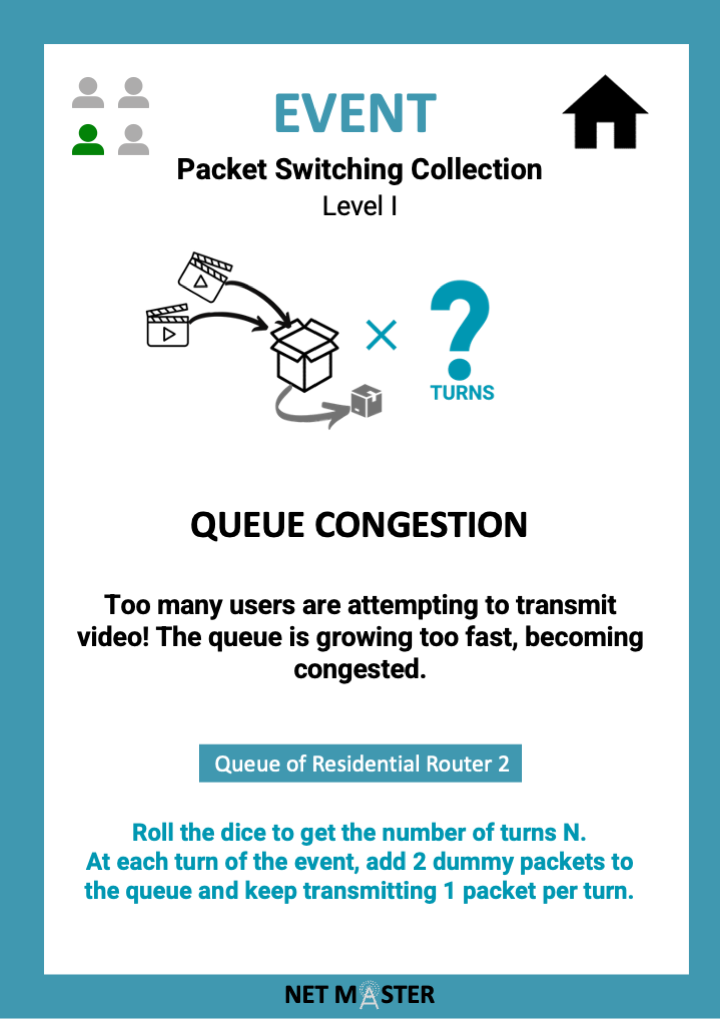 EVENT
Packet Switching Collection
Level I
?
TURNS
QUEUE CONGESTION
Too many users are attempting to transmit
video! The queue is growing too fast, becoming
congested.
Queue of Residential Router 2
Roll the dice to get the number of turns N.
At each turn of the event, add 2 dummy packets to
the queue and keep transmitting 1 packet per turn.
NET MASTER